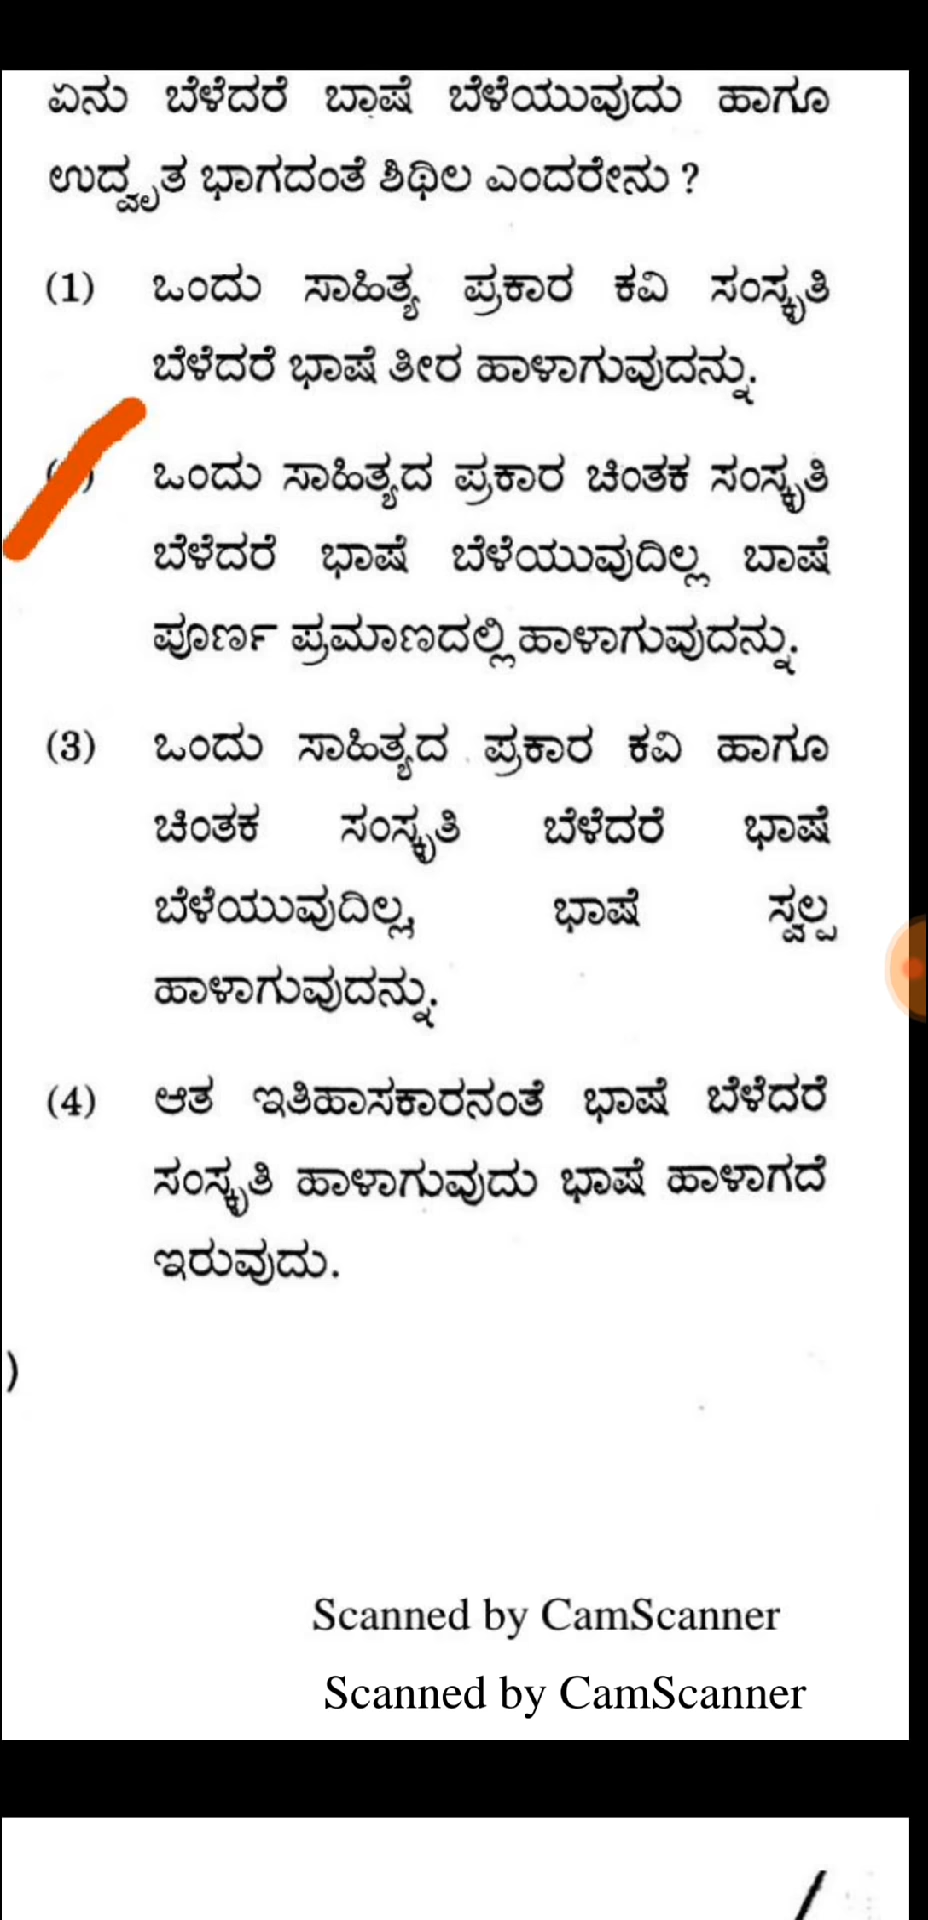 ಏನು ಬೆಳೆದರೆ ಬಾಷೆ ಬೆಳೆಯುವುದು ಹಾಗೂ
ಉದ್ವೃತ ಭಾಗದಂತೆ ಶಿಥಿಲ ಎಂದರೇನು ?
(1) ಒಂದು ಸಾಹಿತ್ಯ ಪ್ರಕಾರ ಕವಿ ಸಂಸ್ಕೃತಿ
ಬೆಳೆದರೆ ಭಾಷೆ ತೀರ ಹಾಳಾಗುವುದನ್ನು.
ಒಂದು ಸಾಹಿತ್ಯದ ಪ್ರಕಾರ ಚಿಂತಕ ಸಂಸ್ಕೃತಿ
ಬೆಳೆದರೆ ಭಾಷೆ ಬೆಳೆಯುವುದಿಲ್ಲ ಬಾಷೆ
ಪೂರ್ಣ ಪ್ರಮಾಣದಲ್ಲಿ ಹಾಳಾಗುವುದನ್ನು.
(3) ಒಂದು ಸಾಹಿತ್ಯದ ಪ್ರಕಾರ ಕವಿ ಹಾಗೂ
ಚಿಂತಕ ಸಂಸ್ಕೃತಿ ಬೆಳೆದರೆ ಭಾಷೆ
ಬೆಳೆಯುವುದಿಲ್ಲ, ಭಾಷೆ ಸ್ವಲ್ಪ
ಹಾಳಾಗುವುದನ್ನು.
(4) ಆತ ಇತಿಹಾಸಕಾರನಂತೆ ಭಾಷೆ ಬೆಳೆದರೆ
ಸಂಸ್ಕೃತಿ ಹಾಳಾಗುವುದು ಭಾಷೆ ಹಾಳಾಗದೆ
ಇರುವುದು.
)
Scanned by CamScanner
Scanned by CamScanner